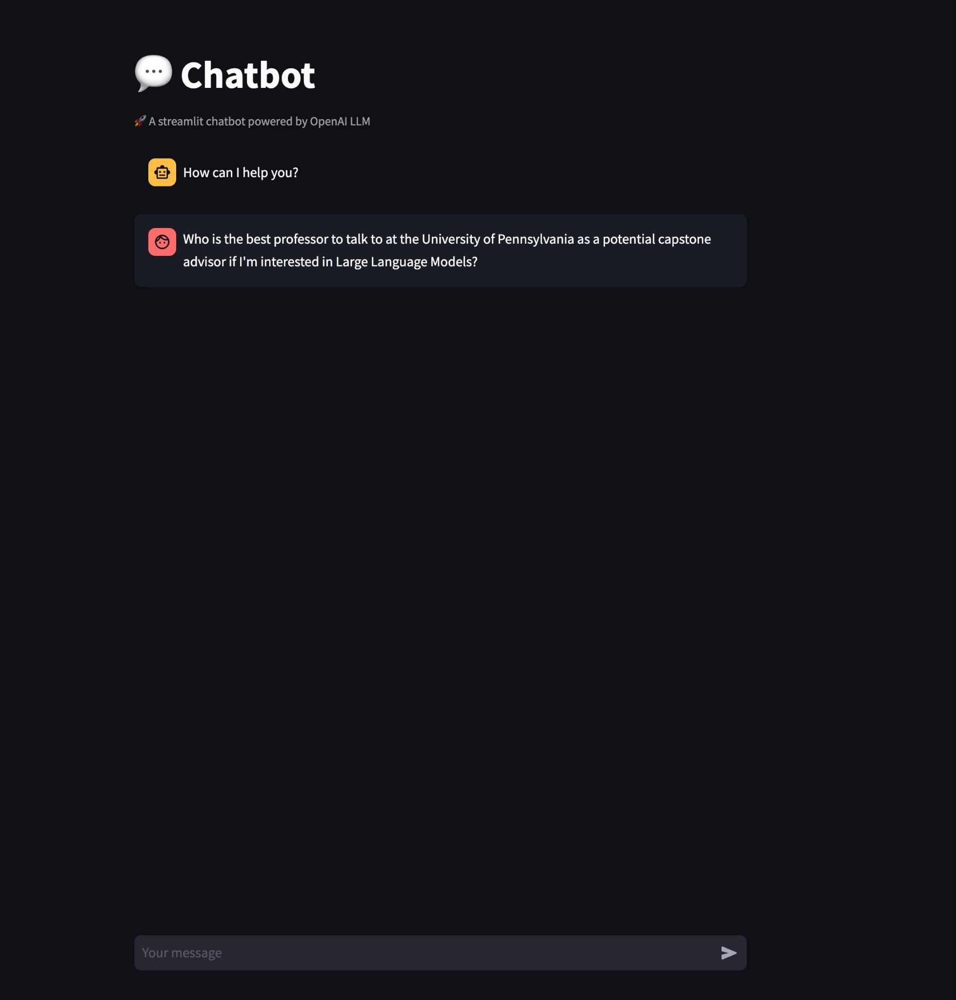 💬 Chatbot
🚀 A streamlit chatbot powered by OpenAI LLM
How can I help you?
Who is the best professor to talk to at the University of Pennsylvania as a potential capstone
advisor if I'm interested in Large Language Models?
Your message